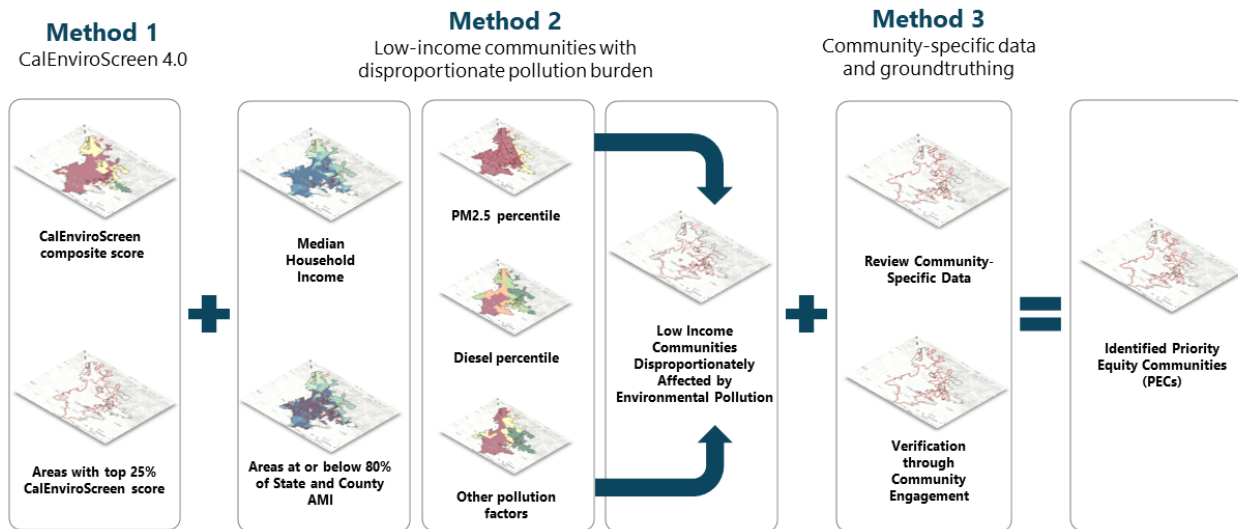 Method 1
CalEnviroScreen 4.0
Method 2
Low-income communities with
disproportionate pollution burden
Method 3
Community-specific data
and groundtruthing
CalEnviroScreen
composite score
Areas with top 25%
CalEnviroScreen score
Median
Household
Income
Areas at or below 80%
of State and County
AMI
PM2.5 percentile
Diesel percentile
Other pollution
factors
Low Income
Communities
Disproportionately
Affected by
Environmental Pollution
Review Community-
Specific Data
Verification
through
Community
Engagement
Identified Priority
Equity Communities
(PECs)